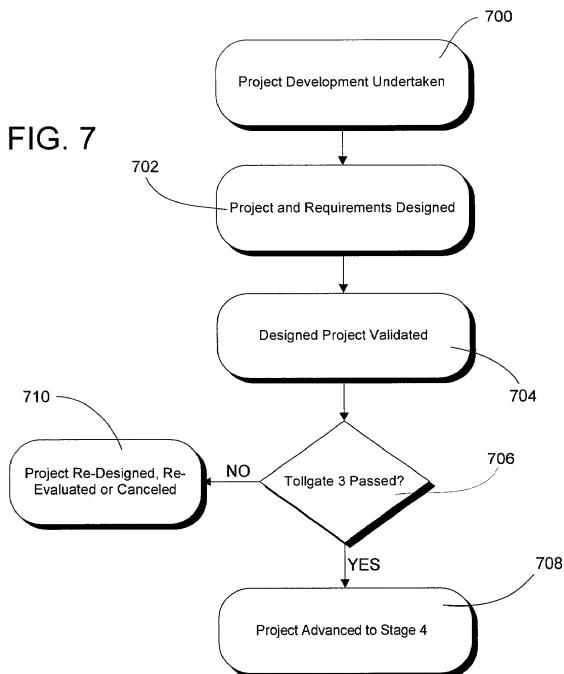 700
Project Development Undertaken
FIG. 7
702
Project and Requirements Designed
Designed Project Validated
704
710
Project Re-Designed, Re-
Evaluated or Canceled
NO
Tollgate 3 Passed?
706
YES
708
Project Advanced to Stage 4